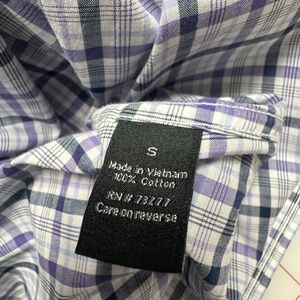 S
Made in Vietnam
100% Cotton
RN# 73277
Care on reverse